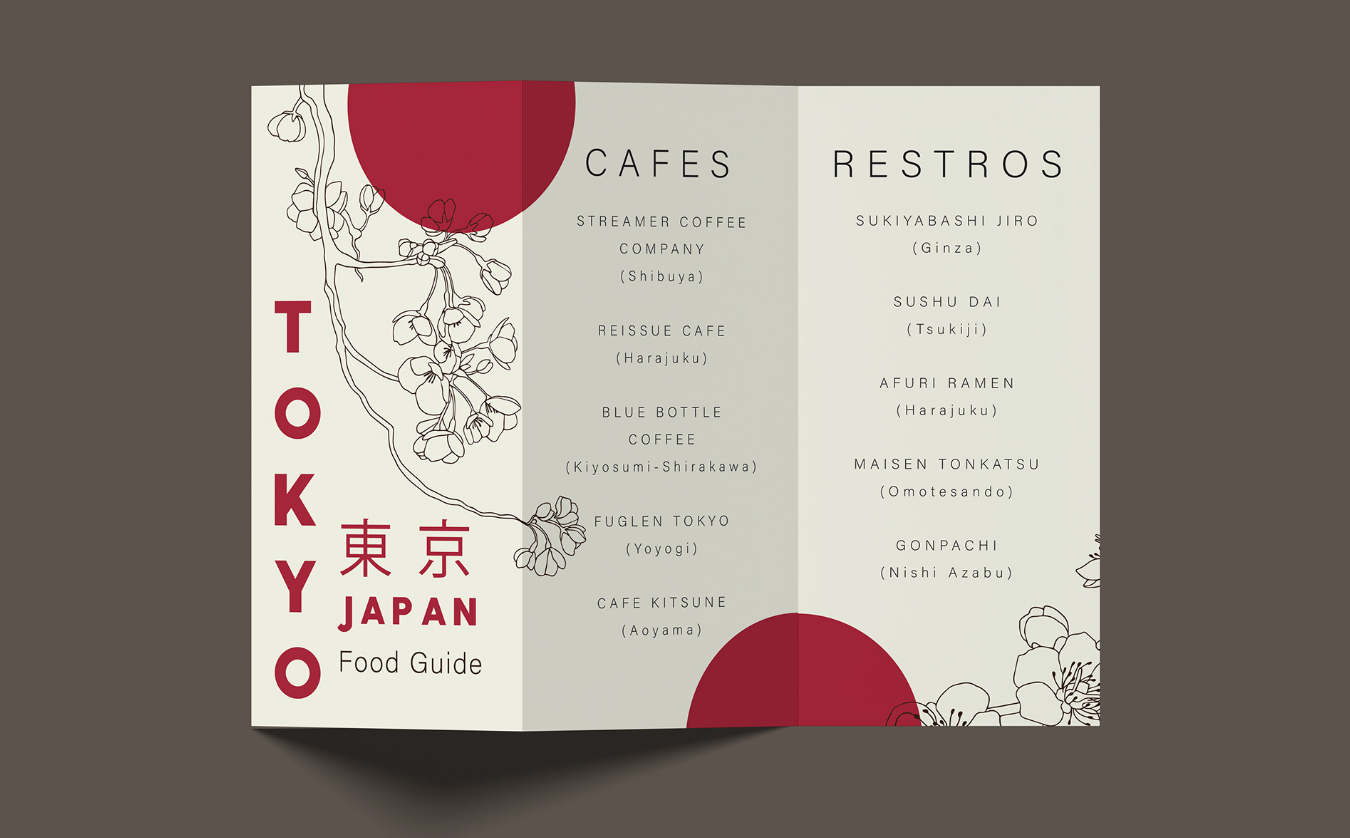 TOKYO
東京
JAPAN
Food Guide
CAFES
STREAMER COFFEE
COMPANY
(Shibuya)
REISSUE CAFE
(Harajuku)
BLUE BOTTLE
COFFEE
(Kiyosumi-Shirakawa)
FUGLEN TOKYO
(Yoyogi)
CAFE KITSUNE
(Aoyama)
RESTROS
SUKIYABASHI JIRO
(Ginza)
SUSHU DAI
(Tsukiji)
AFURI RAMEN
(Harajuku)
MAISEN TONKATSU
(Omotesando)
GONPACHI
(Nishi Azabu)